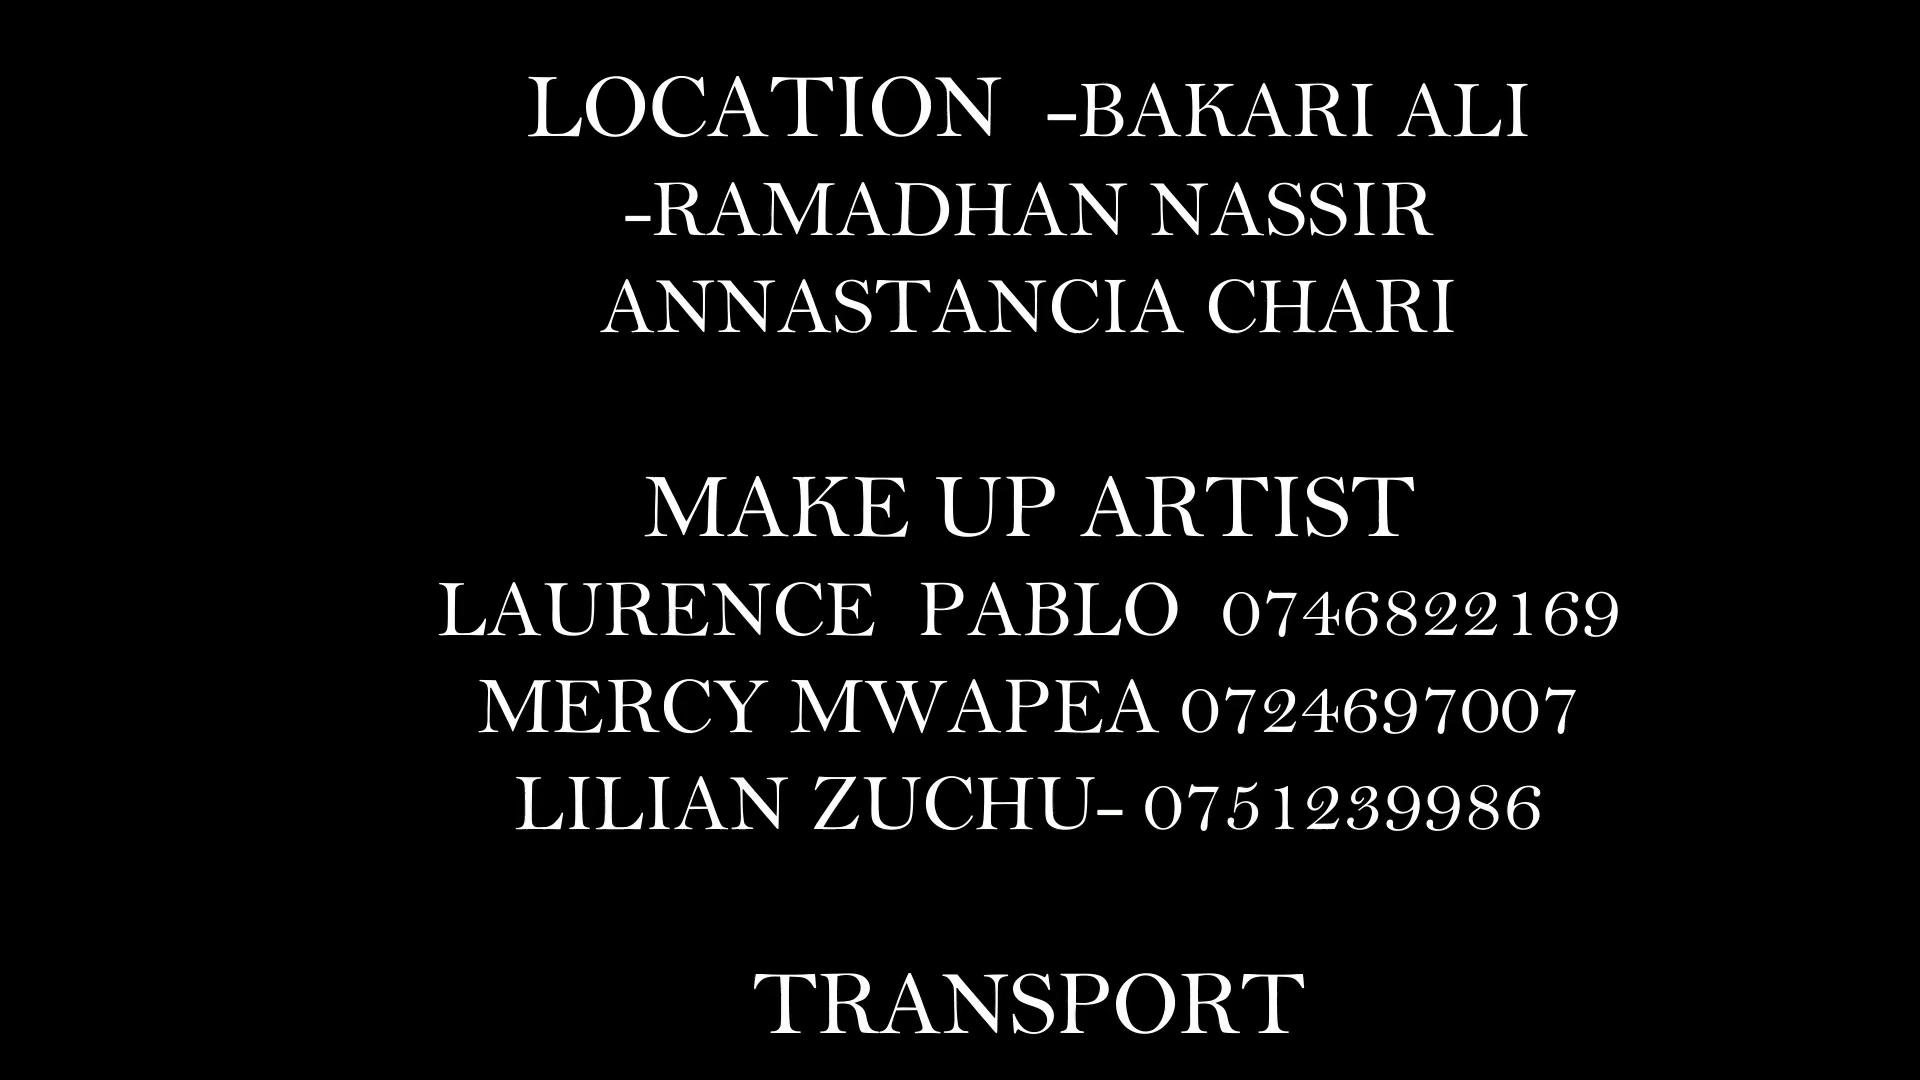 LOCATION -BAKARI ALI
-RAMADHAN NASSIR
ANNASTANCIA CHARI
MAKE UP ARTIST
LAURENCE PABLO 0746822169
MERCY MWAPEA 0724697007
LILIAN ZUCHU- 0751239986
TRANSPORT